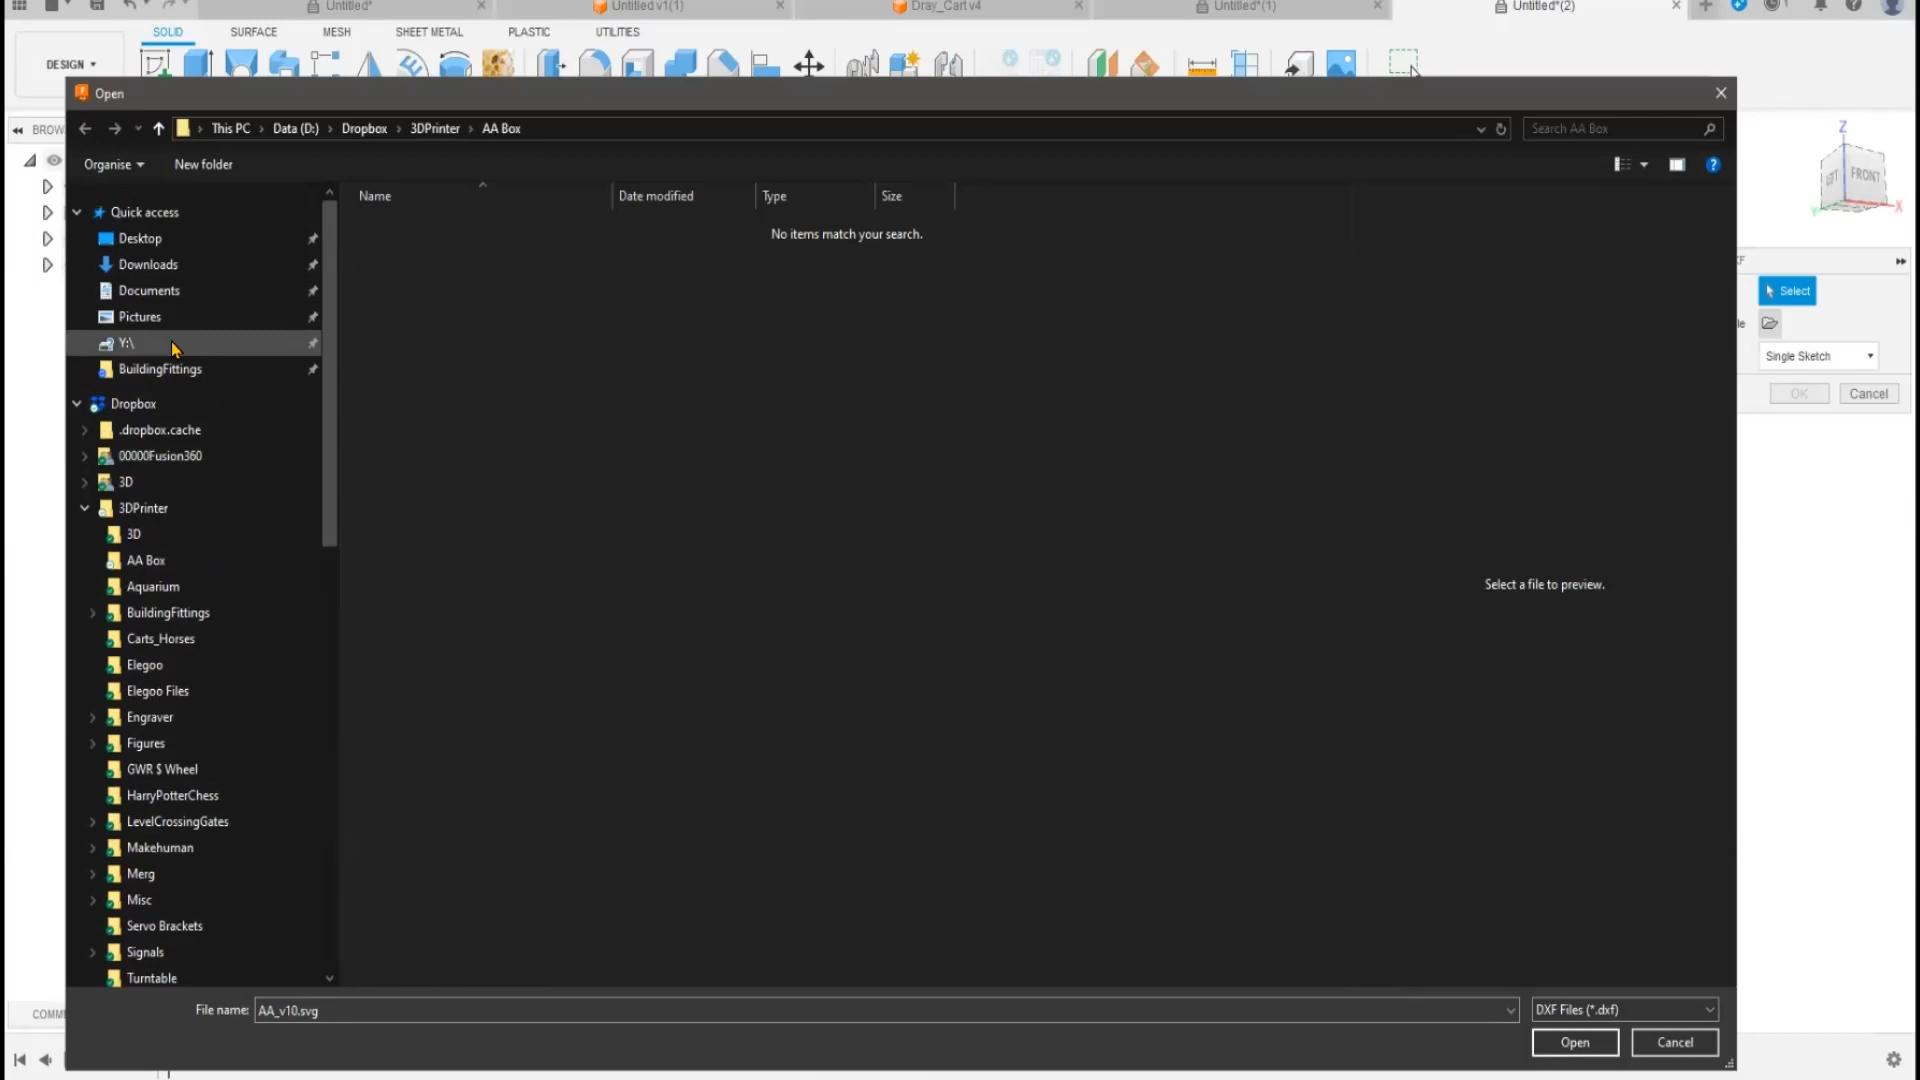 Untitled*
Untitled v1(1)
Dray_Cart v4
Untitled*(1)
Untitled*(2)
SOLID
SURFACE
MESH
SHEET METAL
PLASTIC
UTILITIES
DESIGN
Open
BROW
This PC > Data (D:) > Dropbox > 3DPrinter > AA Box
Search AA Box
Organise
New folder
Name
Date modified
Type
Size
No items match your search.
Quick access
Desktop
Downloads
Documents
Pictures
Y:\
BuildingFittings
Dropbox
.dropbox.cache
00000Fusion360
3D
3DPrinter
3D
AA Box
Aquarium
BuildingFittings
Carts_Horses
Elegoo
Elegoo Files
Engraver
Figures
GWR $ Wheel
HarryPotterChess
LevelCrossingGates
Makehuman
Merg
Misc
Servo Brackets
Signals
Turntable
Select a file to preview.
Z
FRONT
X
Y
Select
Single Sketch
OK
Cancel
COMM
File name:
AA_v10.svg
DXF Files (*.dxf)
Open
Cancel